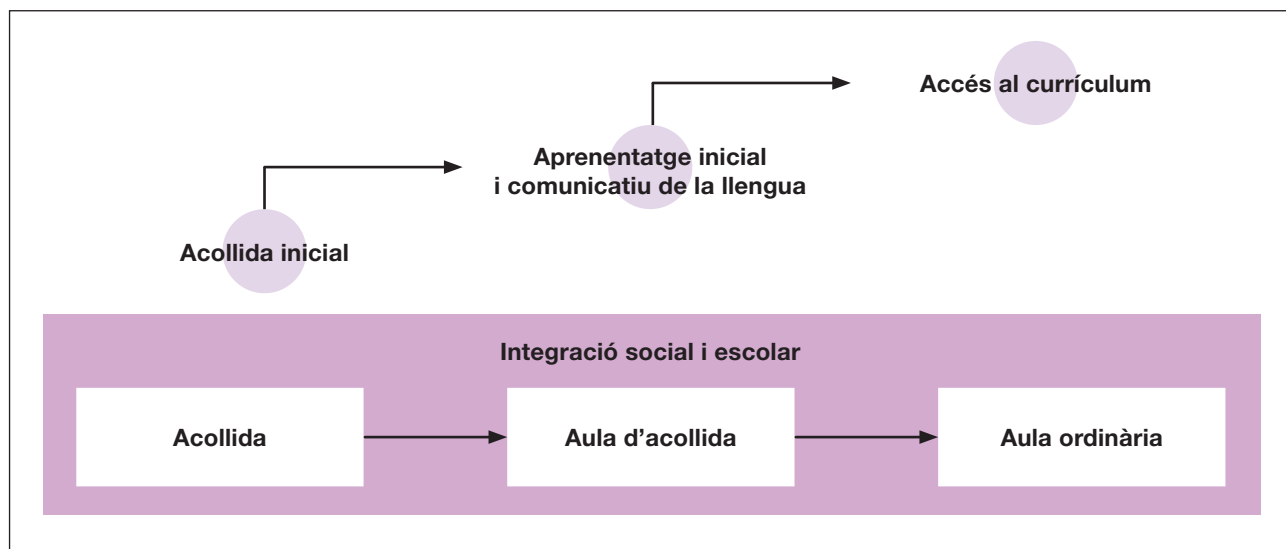 Accés al currículum
Aprenentatge inicial
i comunicatiu de la llengua
Acollida inicial
Integració social i escolar
Acollida
Aula d’acollida
Aula ordinària